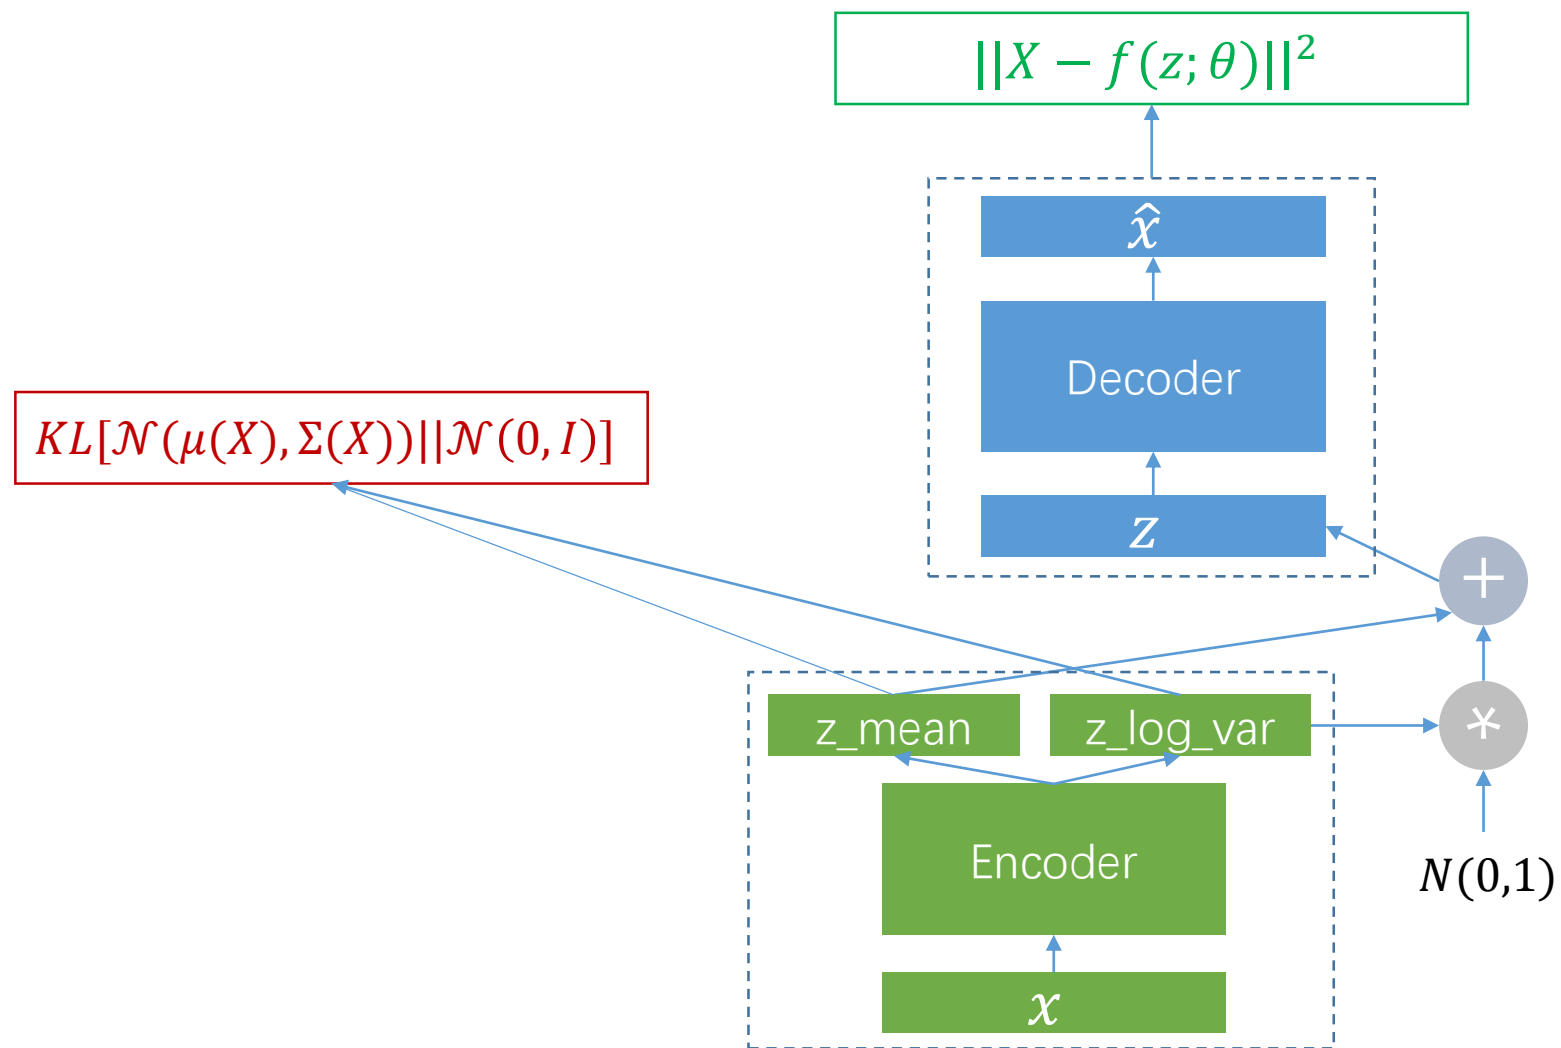 ||X − f(z; θ)||²
x̂
Decoder
KL[𝒩(μ(X), Σ(X))||𝒩(0, I)]
z
+
z_mean
z_log_var
*
Encoder
N(0,1)
x